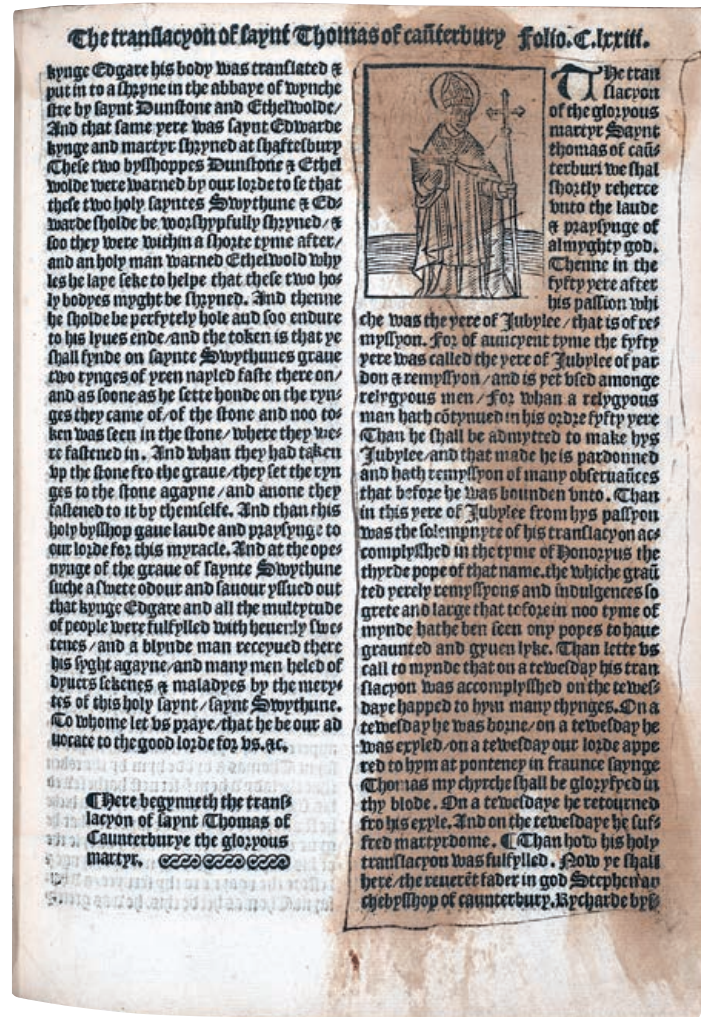 The translacyon of saynt Thomas of cañterbury Folio.C.lxxiii.
kynge Edgare his body was translated ⁊
put in to a shryne in the abbaye of wynche
stre by saynt Dunstone and Ethelwolde/
And that same yere was saynt Edwarde
kynge and martyr shryned at shaftesbury
These two bysshoppes Dunstone ⁊ Ethel
wolde were warned by our lorde to se that
these two holy sayntes Swythune ⁊ Ed⸗
warde sholde be worshypfully shryned/⁊
soo they were within a shorte tyme after/
and an holy man warned Ethelwold why
les he laye seke to helpe that these two ho⸗
ly bodyes myght be shryned. And thenne
he sholde be perfytely hole and soo endure
to his lyues ende/and the token is that ye
shall fynde on saynte Swythunes graue
two rynges of yren nayled faste there on/
and as soone as he sette honde on the ryn⸗
ges they came of/of the stone and noo to⸗
ken was seen in the stone/where they we⸗
re fastened in. And whan they had taken
vp the stone fro the graue/they set the ryn
ges to the stone agayne/and anone they
fastened to it by themselfe. And than this
holy bysshop gaue laude and praysynge to
our lorde for this myracle. And at the ope⸗
nynge of the graue of saynte Swythune
suche a swete odour and sauour yssued out
that kynge Edgare and all the multytude
of people were fulfylled with heuenly swe⸗
tenes/and a blynde man receyued there
his syght agayne/and many men heled of
dyuers sekenes ⁊ maladyes by the mery⸗
tes of this holy saynt/saynt Swythune.
To whome let vs praye/that he be our ad
uocate to the good lorde for vs.⁊c.
¶Here begynneth the trans⸗
lacyon of saynt Thomas of
Caunterburye the gloryous
martyr.
THe tran
slacyon
of the gloryous
martyr Saynt
thomas of cañs⸗
terburi we shal
shortly reherce
vnto the laude
⁊ praysynge of
almyghty god.
Thenne in the
fyfty yere after
his passion whi
che was the yere of Jubylee/that is of re⸗
myssyon. For of auncyent tyme the fyfty
yere was called the yere of Jubylee of par
don ⁊ remyssyon/and is yet vsed amonge
relygyous men/For whan a relygyous
man hath cōtynued in his ordre fyfty yere
Than he shall be admytted to make hys
Jubylee/and that made he is pardonned
and hath remyssyon of many obseruaūces
that before he was bounden vnto. Than
in this yere of Jubylee from hys passyon
was the solempnyte of his translacyon ac⸗
complysshed in the tyme of Honoryus the
thyrde pope of that name.the whiche graū
ted yerely remyssyons and indulgences so
grete and large that tofore in noo tyme of
mynde hathe ben seen ony popes to haue
graunted and gyuen lyke. Than lette vs
call to mynde that on a tewesday his tran
slacyon was accomplysshed on the tewes⸗
daye happed to hym many thynges.On a
tewesday he was borne/on a tewesday he
was exyled/on a tewesday our lorde appe
red to hym at ponteney in fraunce saynge
Thomas my chyrche shall be gloryfyed in
thy blode. On a tewesdaye he retourned
fro his exyle. And on the tewesdaye he suf⸗
fred martyrdome. ¶Than how his holy
translacyon was fulfylled. Now ye shall
here/the reuerēt fader in god Stephen ar
chebysshop of caunterbury.Rycharde bys⸗